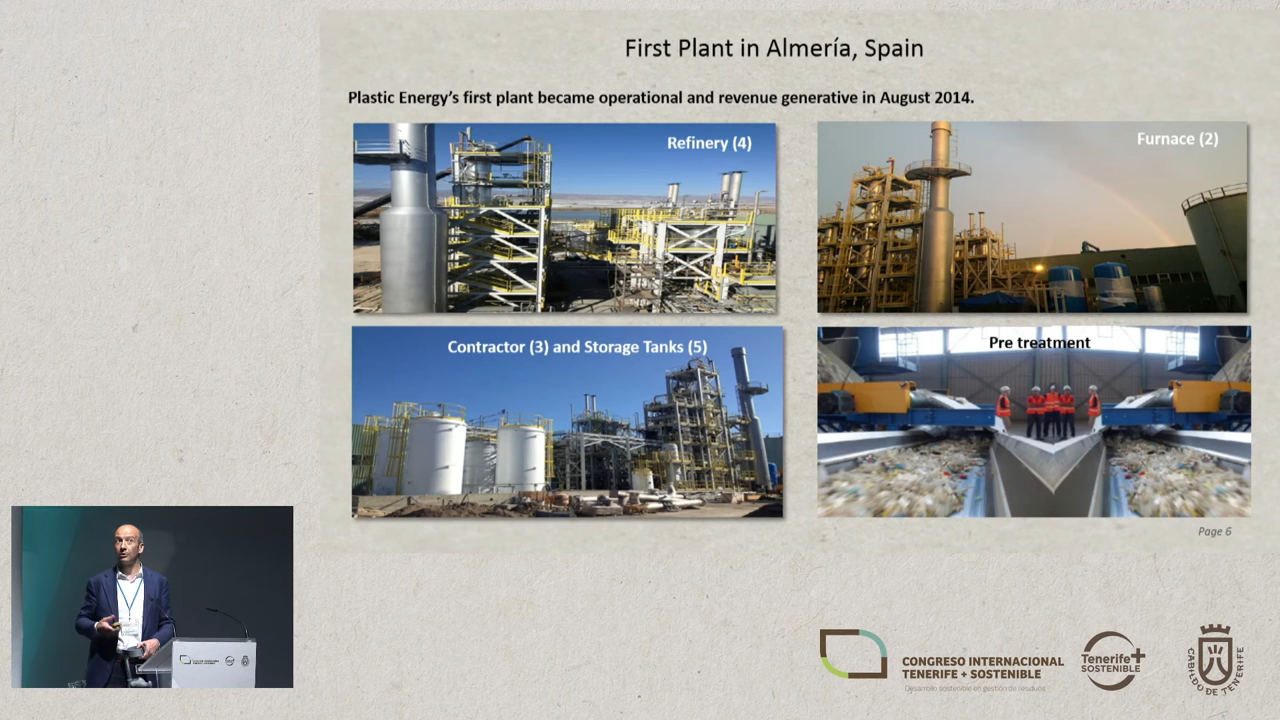 First Plant in Almería, Spain
Plastic Energy's first plant became operational and revenue generative in August 2014.
Refinery (4)
Furnace (2)
Contractor (3) and Storage Tanks (5)
Pre treatment
Page 6
CONGRESO INTERNACIONAL
TENERIFE + SOSTENIBLE
Desarrollo sostenible en gestión de residuos
Tenerife+
SOSTENIBLE
CABILDO DE TENERIFE